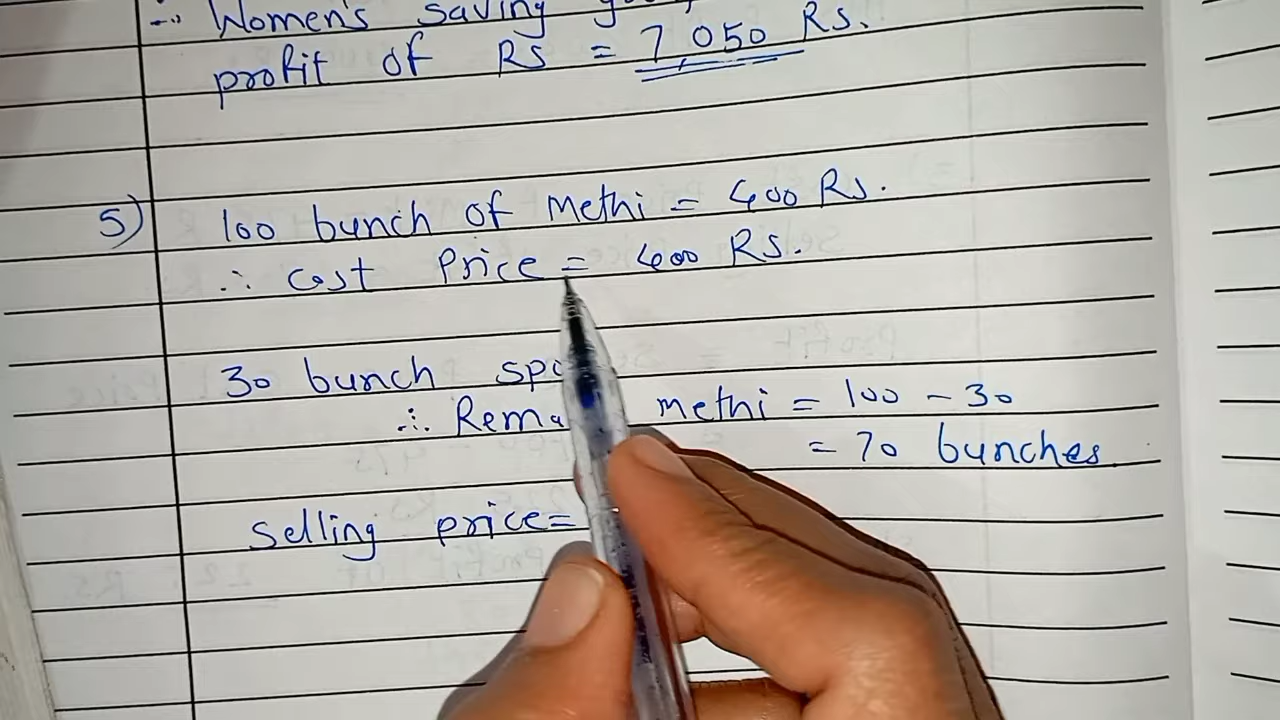 ∴ Women's saving
profit of RS = 7,050 Rs.
5) 100 bunch of Methi = 400 Rs.
∴ Cost Price = 400 RS.
30 bunch
∴ methi = 100 - 30
= 70 bunches
Selling price=